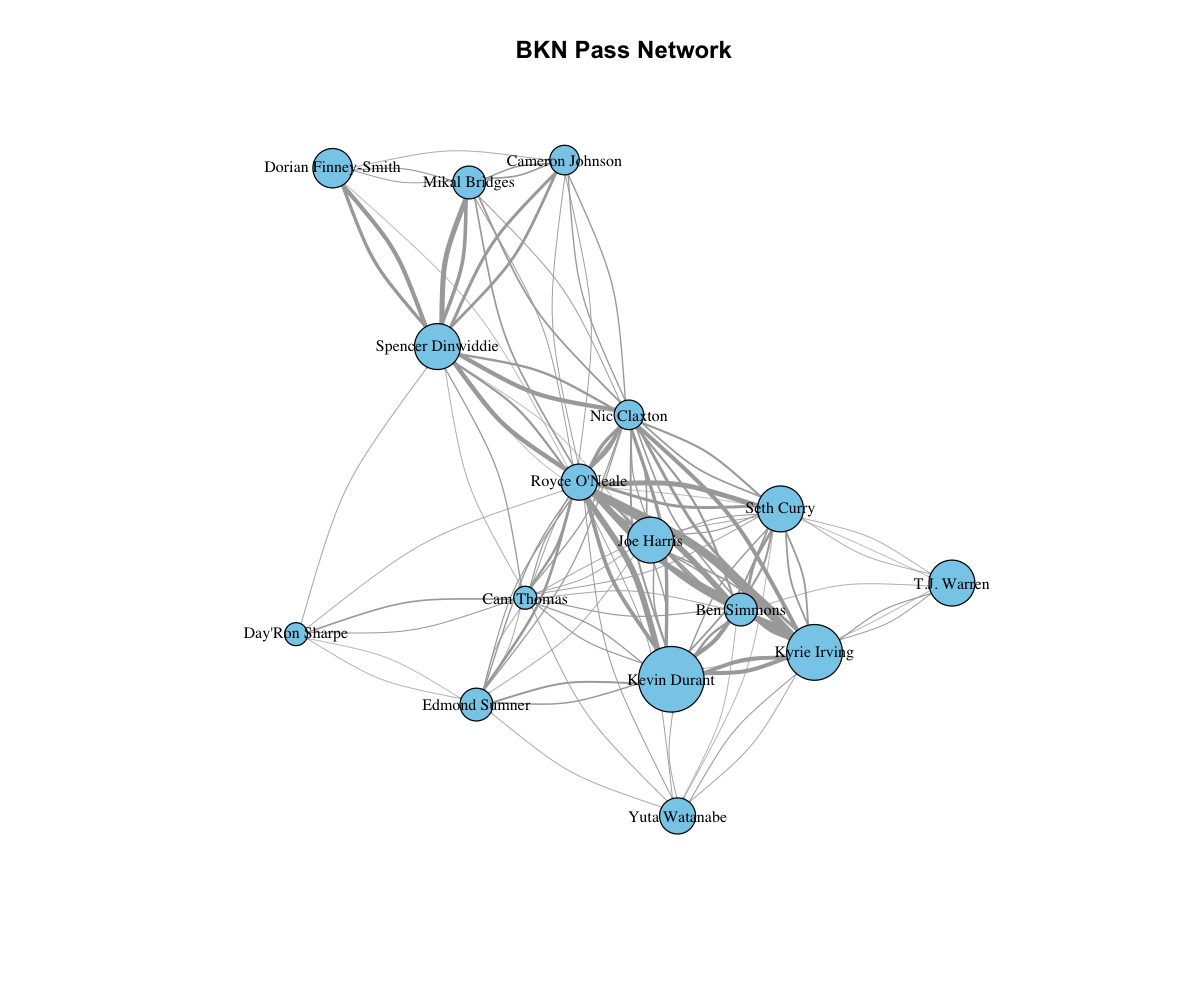 BKN Pass Network
Cameron Johnson
Dorian Finney-Smith
Mikal Bridges
Spencer Dinwiddie
Nic Claxton
Royce O'Neale
Seth Curry
Joe Harris
T.J. Warren
Cam Thomas
Ben Simmons
Day'Ron Sharpe
Kyrie Irving
Kevin Durant
Edmond Sumner
Yuta Watanabe